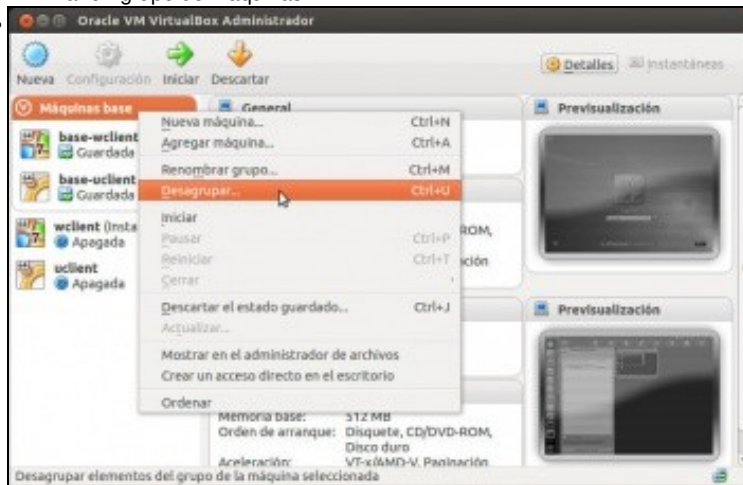 Oracle VM VirtualBox Administrador
Nueva Configuración Iniciar Descartar
Detalles Instantáneas
Máquinas base
General
Previsualización
base-wclient
Guardada
base-uclient
Guardada
wclient (Insta
Apagada
uclient
Apagada
Nueva máquina... Ctrl+N
Agregar máquina... Ctrl+A
Renombrar grupo... Ctrl+M
Desagrupar... Ctrl+U
Iniciar
Pausar Ctrl+P
Reiniciar Ctrl+T
Cerrar
Descartar el estado guardado... Ctrl+J
Actualizar...
Mostrar en el administrador de archivos
Crear un acceso directo en el escritorio
Ordenar
ROM,
ción
Previsualización
Memoria base: 512 MB
Orden de arranque: Disquete, CD/DVD-ROM,
Disco duro
Aceleración: VT-x/AMD-V, Paginación
Desagrupar elementos del grupo de la máquina seleccionada